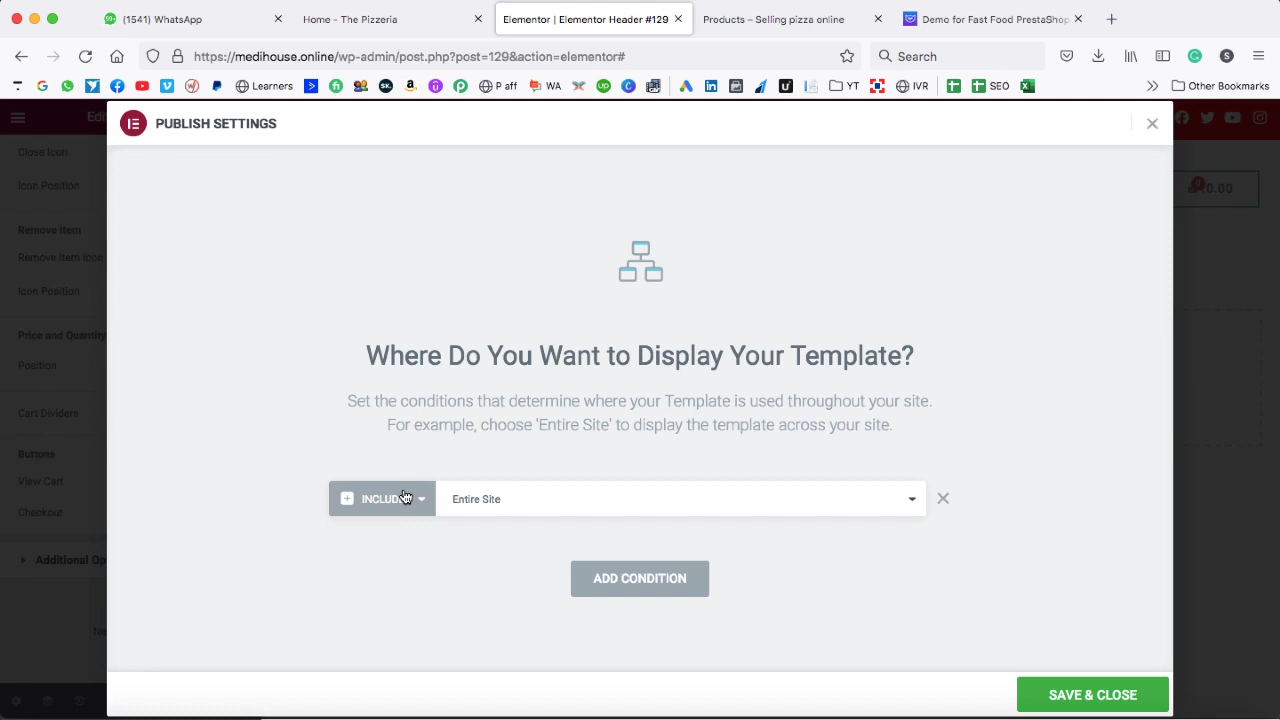 (1541) WhatsApp
Home - The Pizzeria
Elementor | Elementor Header #129
Products – Selling pizza online
Demo for Fast Food PrestaShop
https://medihouse.online/wp-admin/post.php?post=129&action=elementor#
Search
Learners
P aff
WA
YT
IVR
SEO
Other Bookmarks
PUBLISH SETTINGS
Close Icon
Icon Position
Remove Item
Remove Item Icon
Icon Position
Price and Quantity
Position
Cart Dividers
Buttons
View Cart
Checkout
Additional Op
0.00
Where Do You Want to Display Your Template?
Set the conditions that determine where your Template is used throughout your site.
For example, choose 'Entire Site' to display the template across your site.
Entire Site
ADD CONDITION
SAVE & CLOSE